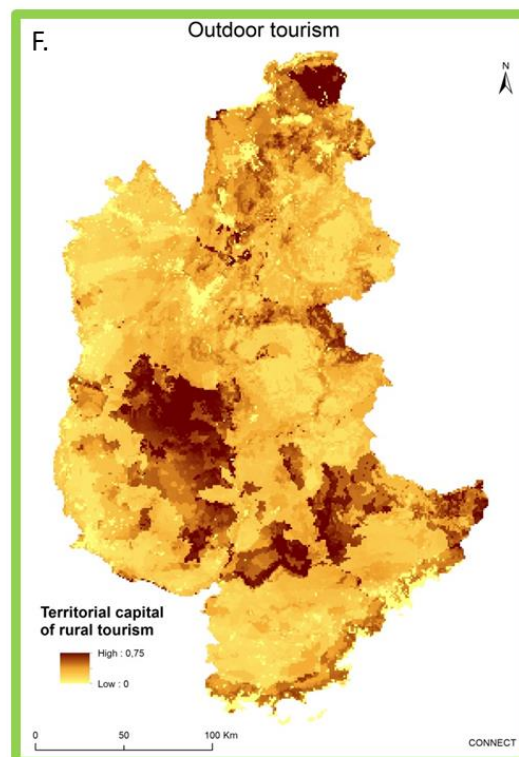 Outdoor tourism
F.
N
Territorial capital
of rural tourism
High : 0,75
Low : 0
0 50 100 Km
CONNECT